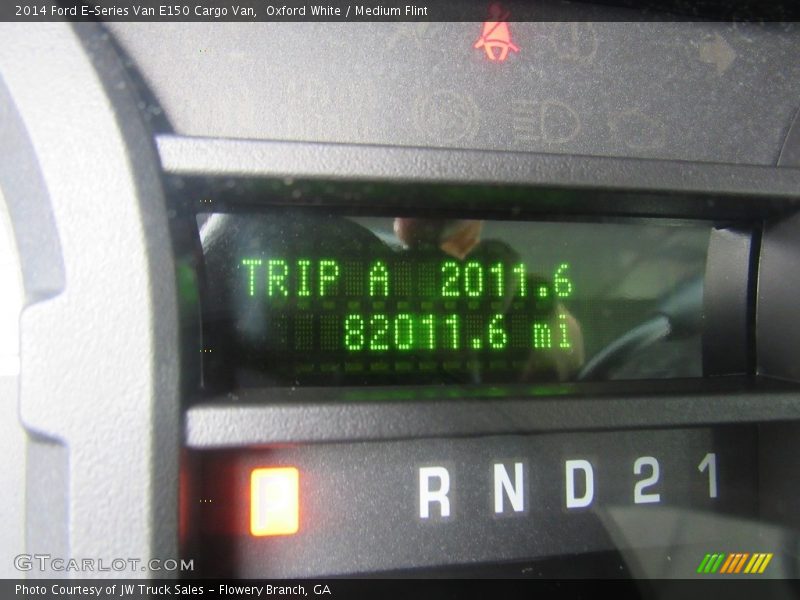 2014 Ford E-Series Van E150 Cargo Van,  Oxford White / Medium Flint
TRIP A 2011.6
82011.6 mi
P R N D 2 1
GTCARLOT.COM
Photo Courtesy of JW Truck Sales - Flowery Branch, GA